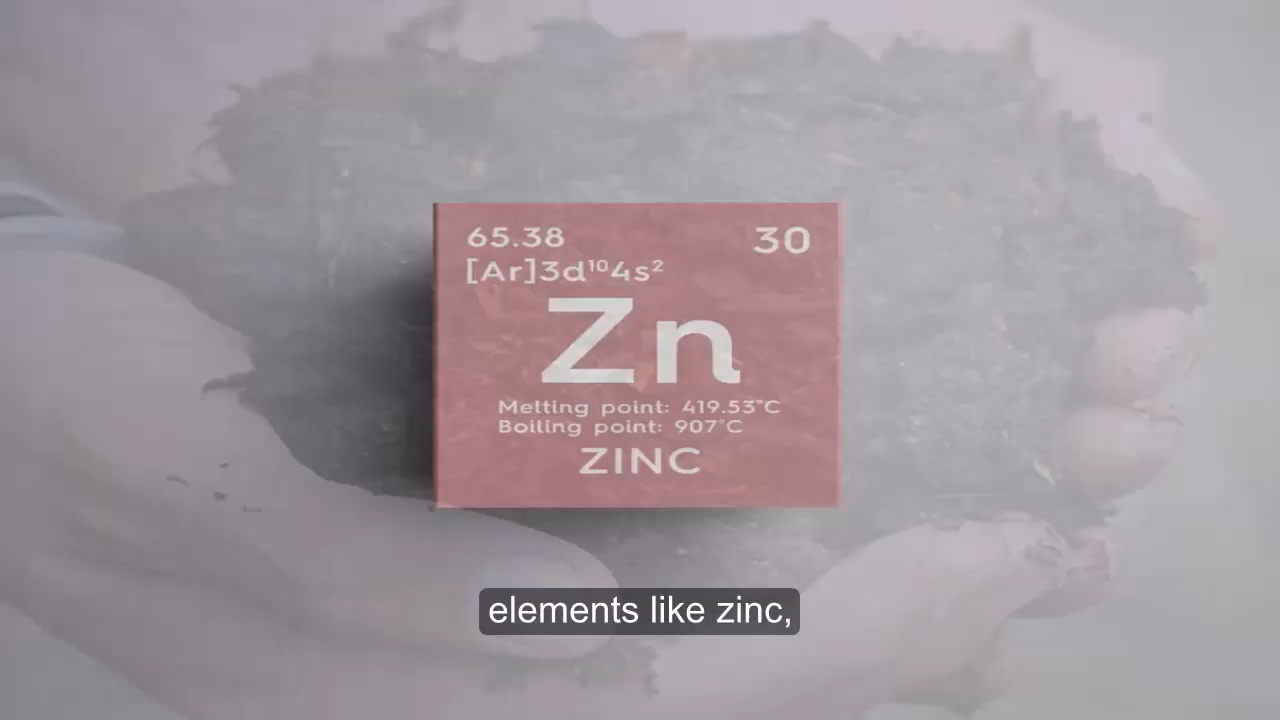 65.38 30
[Ar]3d¹⁰4s²
Zn
Melting point: 419.53°C
Boiling point: 907°C
ZINC
elements like zinc,